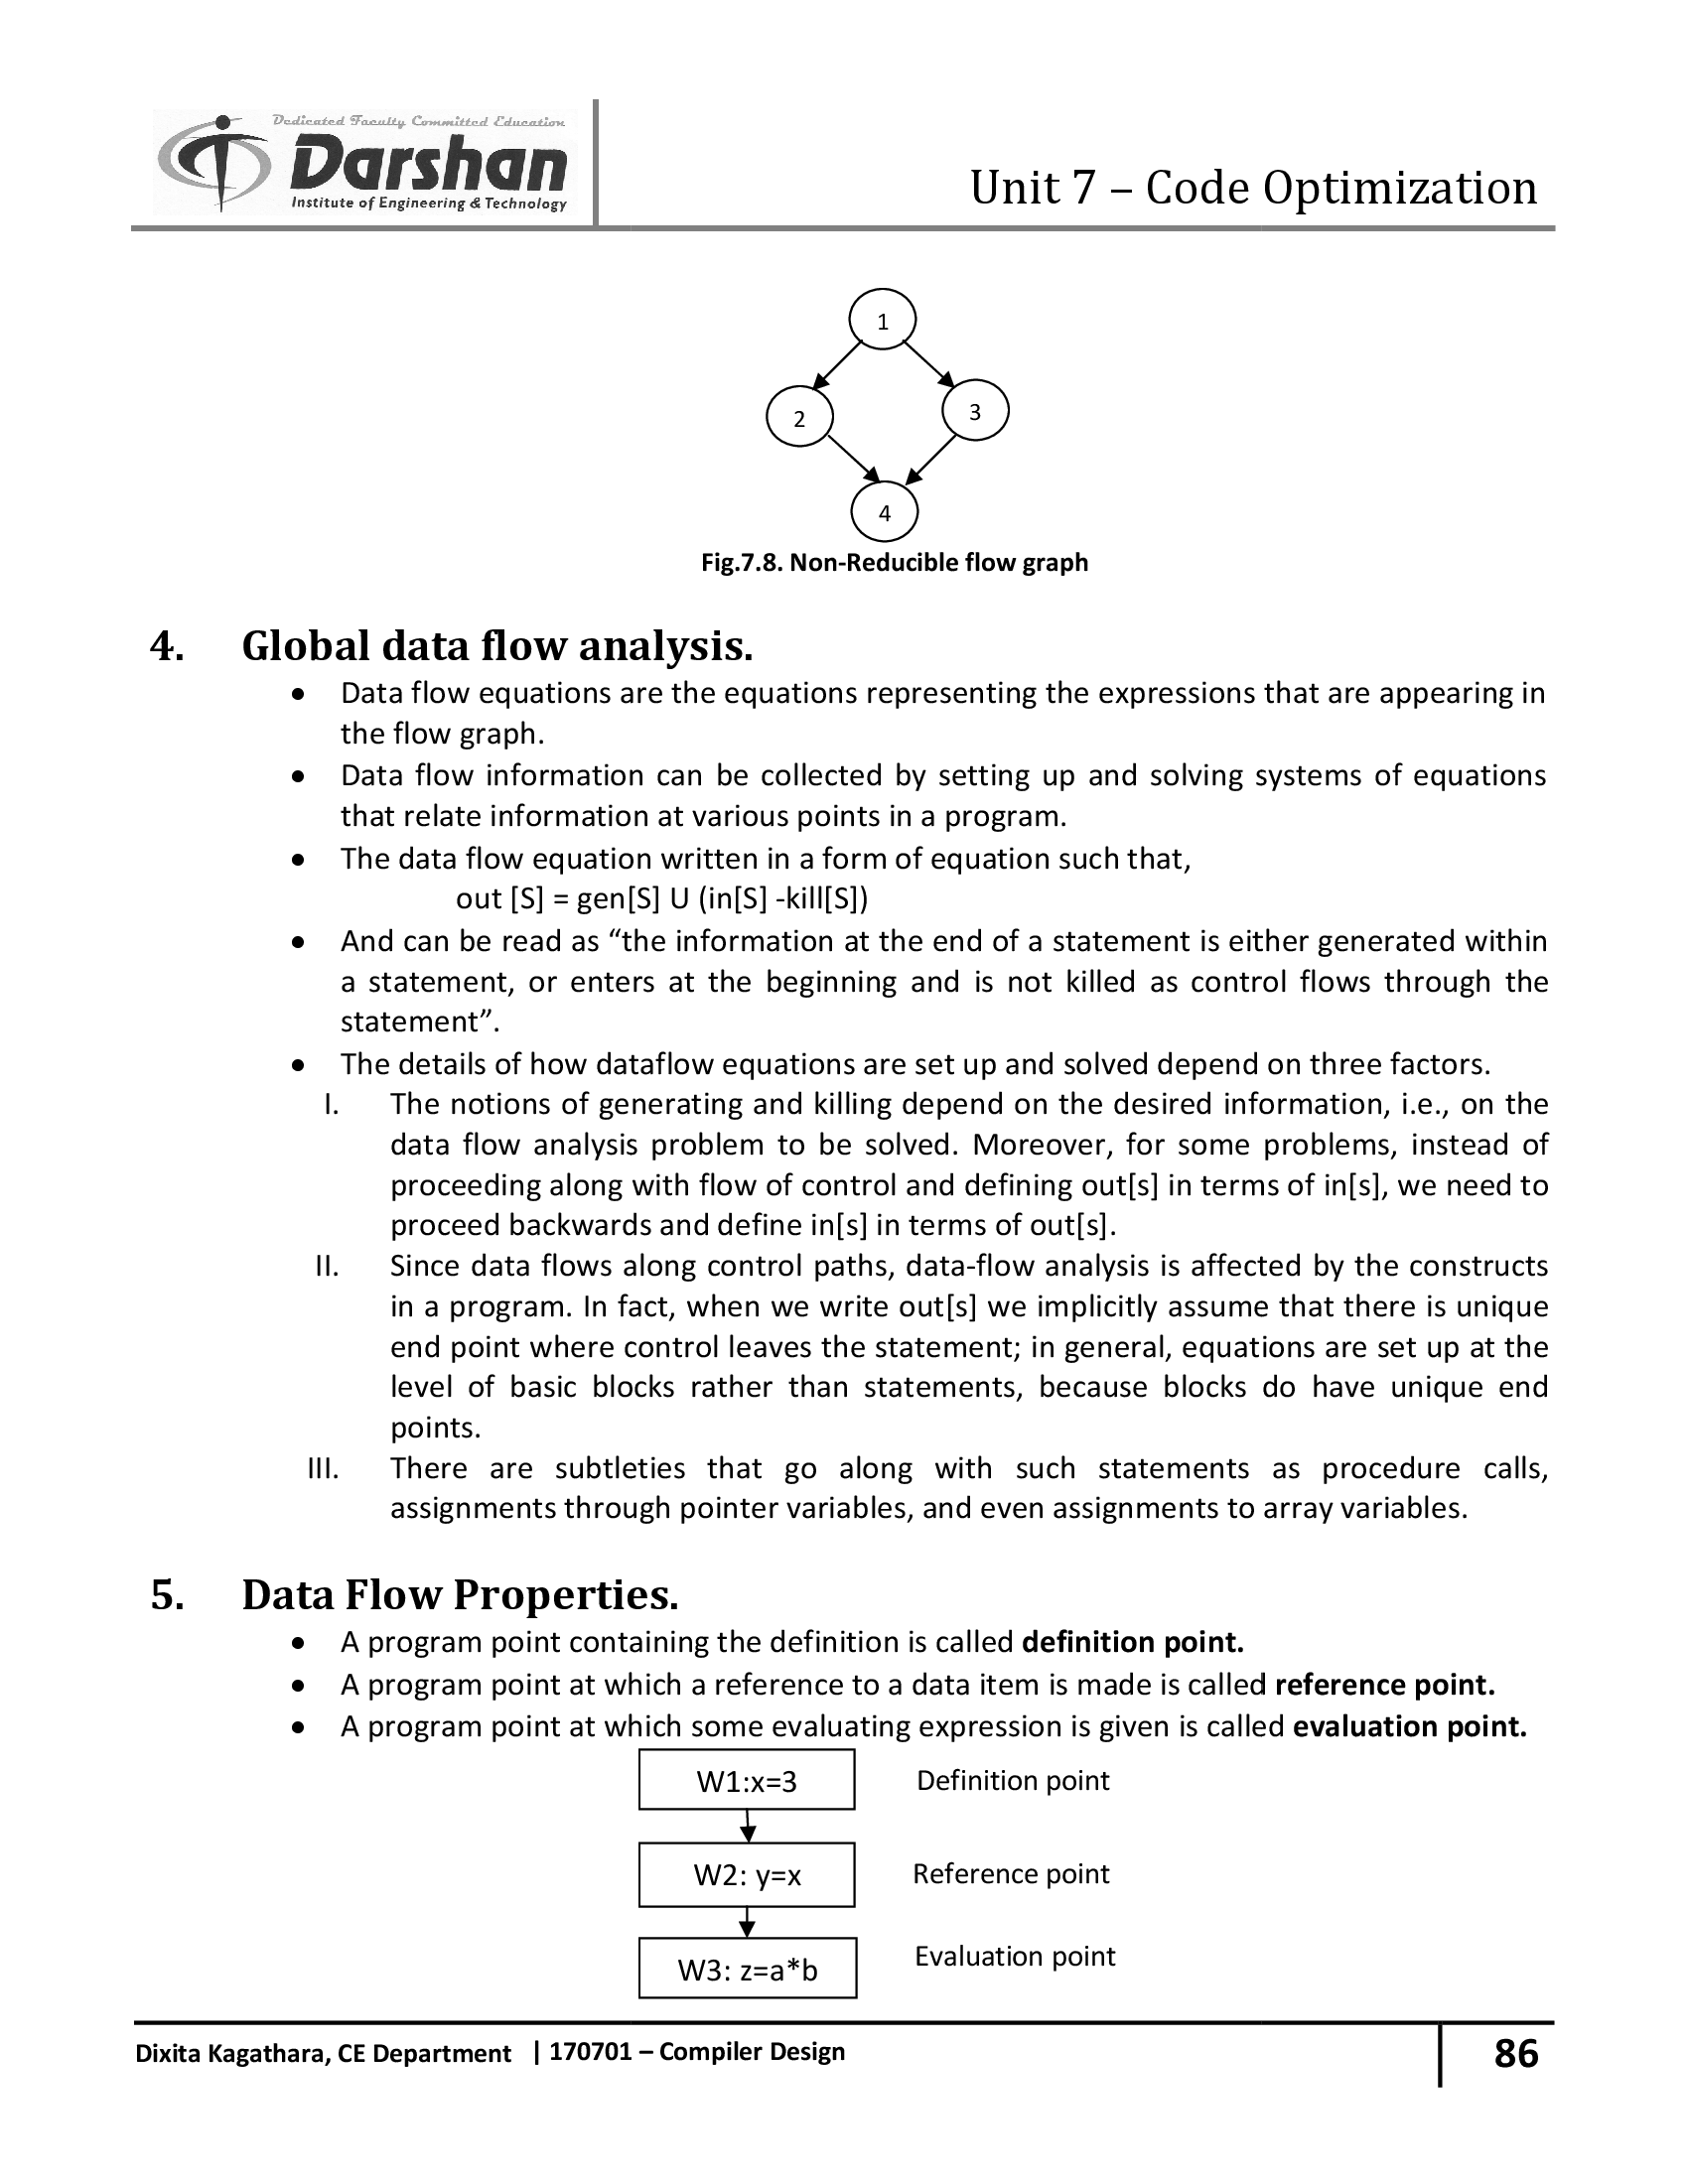 Dedicated Faculty Committed Education
Darshan
Institute of Engineering & Technology
Unit 7 – Code Optimization
1
2
3
4
Fig.7.8. Non-Reducible flow graph
4. Global data flow analysis.
• Data flow equations are the equations representing the expressions that are appearing in
the flow graph.
• Data flow information can be collected by setting up and solving systems of equations
that relate information at various points in a program.
• The data flow equation written in a form of equation such that,
out [S] = gen[S] U (in[S] -kill[S])
• And can be read as “the information at the end of a statement is either generated within
a statement, or enters at the beginning and is not killed as control flows through the
statement”.
• The details of how dataflow equations are set up and solved depend on three factors.
I. The notions of generating and killing depend on the desired information, i.e., on the
data flow analysis problem to be solved. Moreover, for some problems, instead of
proceeding along with flow of control and defining out[s] in terms of in[s], we need to
proceed backwards and define in[s] in terms of out[s].
II. Since data flows along control paths, data-flow analysis is affected by the constructs
in a program. In fact, when we write out[s] we implicitly assume that there is unique
end point where control leaves the statement; in general, equations are set up at the
level of basic blocks rather than statements, because blocks do have unique end
points.
III. There are subtleties that go along with such statements as procedure calls,
assignments through pointer variables, and even assignments to array variables.
5. Data Flow Properties.
• A program point containing the definition is called definition point.
• A program point at which a reference to a data item is made is called reference point.
• A program point at which some evaluating expression is given is called evaluation point.
W1:x=3 Definition point
W2: y=x Reference point
W3: z=a*b Evaluation point
Dixita Kagathara, CE Department | 170701 – Compiler Design 86